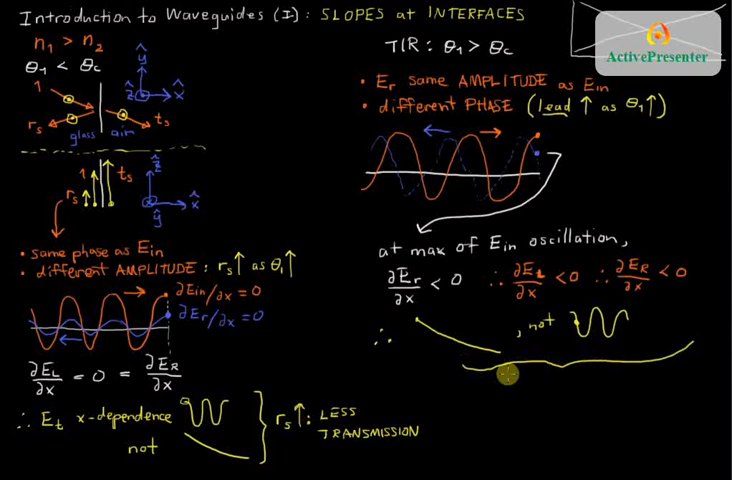 Introduction to Waveguides (I): SLOPES at INTERFACES
n₁ > n₂
θ₁ < θc
ŷ
ẑ
x̂
1
rs
ts
glass
air
1
ts
rs
ẑ
x̂
ŷ
• same phase as Ein
• different AMPLITUDE: rs↑ as θ₁↑
∂Ein/∂x = 0
∂Er/∂x = 0
∂EL/∂x = 0 = ∂ER/∂x
∴ Et x-dependence
not
rs↑: LESS
TRANSMISSION
TIR: θ₁ > θc
• Er same AMPLITUDE as Ein
• different PHASE (lead ↑ as θ₁↑)
at max of Ein oscillation,
∂Er/∂x < 0 ∴ ∂EL/∂x < 0 ∴ ∂ER/∂x < 0
∴ , not
ActivePresenter